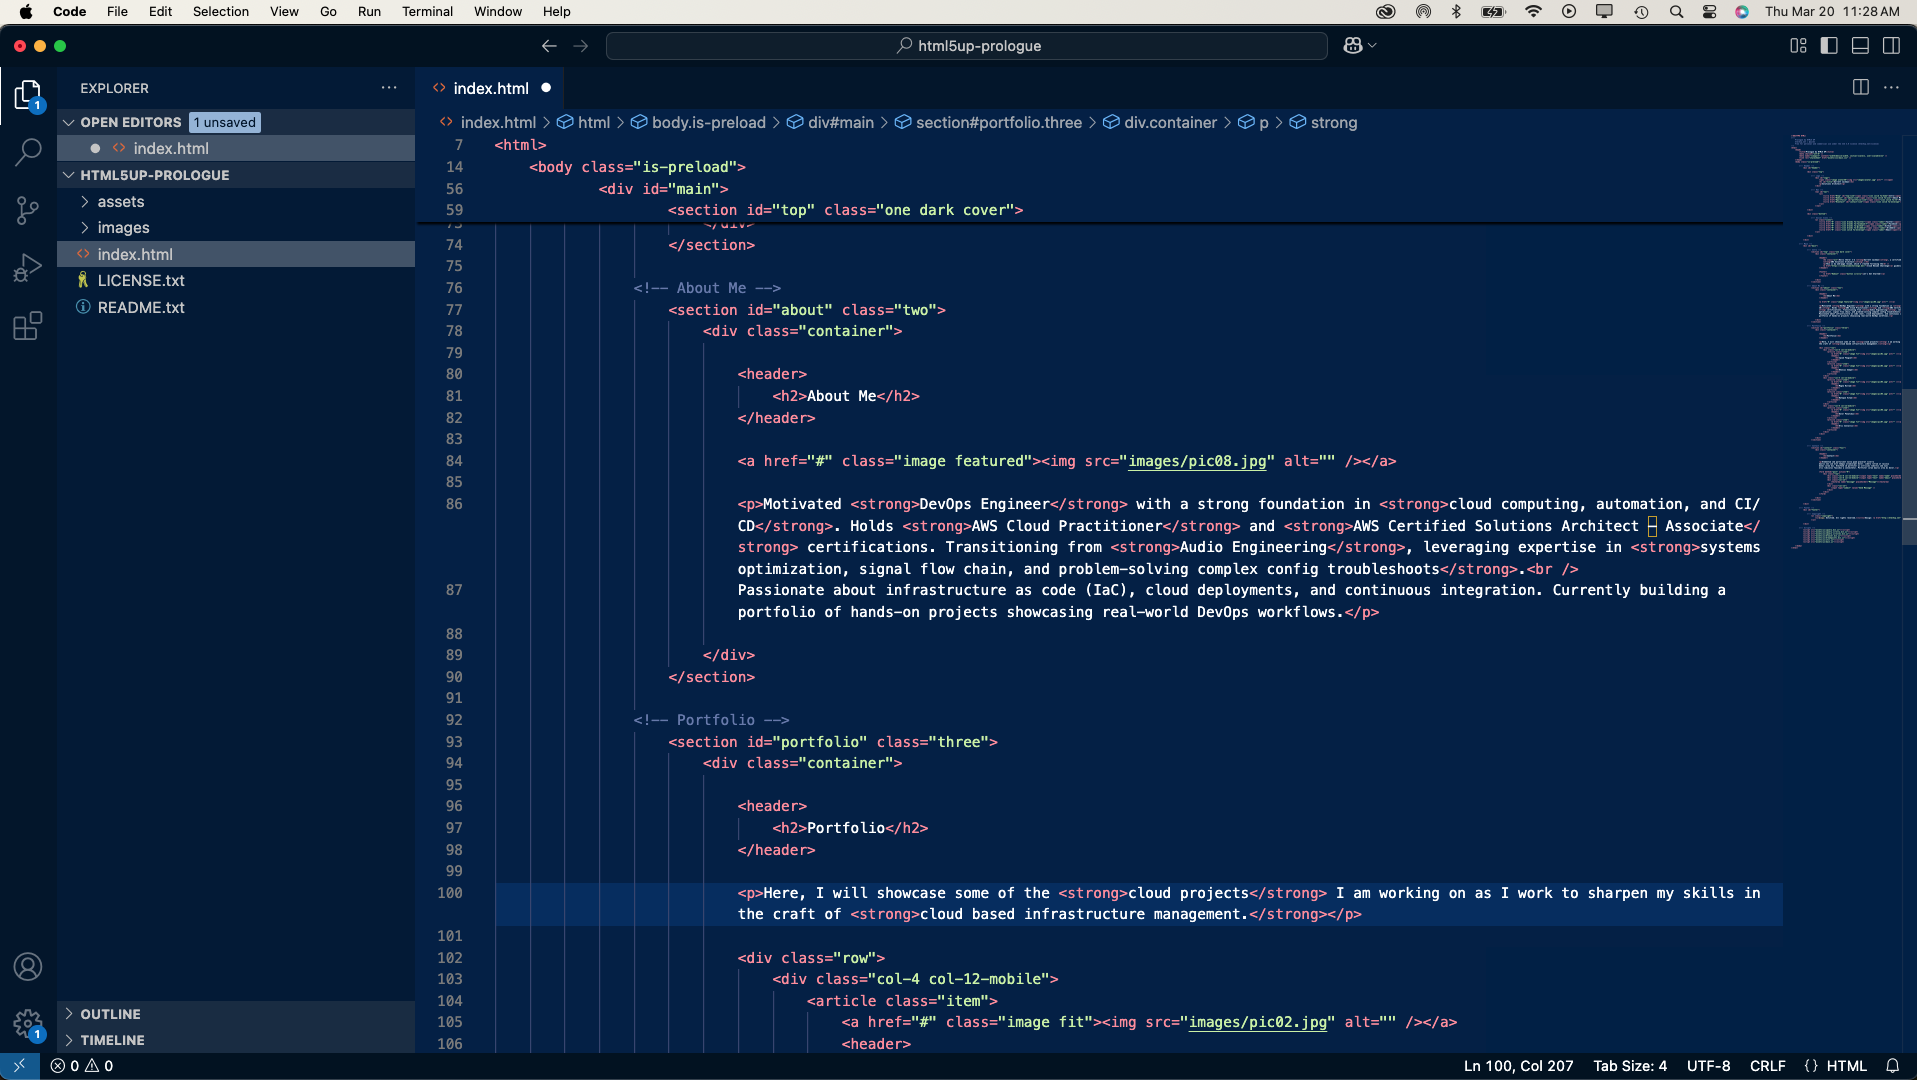 Code File Edit Selection View Go Run Terminal Window Help Thu Mar 20 11:28 AM
html5up-prologue
EXPLORER
OPEN EDITORS 1 unsaved
index.html
HTML5UP-PROLOGUE
assets
images
index.html
LICENSE.txt
README.txt
OUTLINE
TIMELINE
1
1
index.html
index.html > html > body.is-preload > div#main > section#portfolio.three > div.container > p > strong
7 <html>
14 <body class="is-preload">
56 <div id="main">
59 <section id="top" class="one dark cover">
73 </div>
74 </section>
75
76 <!-- About Me -->
77 <section id="about" class="two">
78 <div class="container">
79
80 <header>
81 <h2>About Me</h2>
82 </header>
83
84 <a href="#" class="image featured"><img src="images/pic08.jpg" alt="" /></a>
85
86 <p>Motivated <strong>DevOps Engineer</strong> with a strong foundation in <strong>cloud computing, automation, and CI/
CD</strong>. Holds <strong>AWS Cloud Practitioner</strong> and <strong>AWS Certified Solutions Architect – Associate</
strong> certifications. Transitioning from <strong>Audio Engineering</strong>, leveraging expertise in <strong>systems
optimization, signal flow chain, and problem-solving complex config troubleshoots</strong>.<br />
87 Passionate about infrastructure as code (IaC), cloud deployments, and continuous integration. Currently building a
portfolio of hands-on projects showcasing real-world DevOps workflows.</p>
88
89 </div>
90 </section>
91
92 <!-- Portfolio -->
93 <section id="portfolio" class="three">
94 <div class="container">
95
96 <header>
97 <h2>Portfolio</h2>
98 </header>
99
100 <p>Here, I will showcase some of the <strong>cloud projects</strong> I am working on as I work to sharpen my skills in
the craft of <strong>cloud based infrastructure management.</strong></p>
101
102 <div class="row">
103 <div class="col-4 col-12-mobile">
104 <article class="item">
105 <a href="#" class="image fit"><img src="images/pic02.jpg" alt="" /></a>
106 <header>
0 0 Ln 100, Col 207 Tab Size: 4 UTF-8 CRLF {} HTML